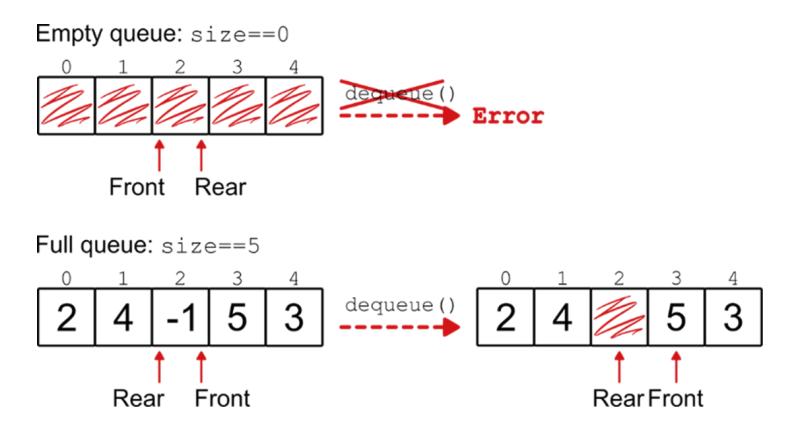 Empty queue: size==0
0 1 2 3 4
dequeue()
Error
Front Rear
Full queue: size==5
0 1 2 3 4
2 4 -1 5 3
dequeue()
0 1 2 3 4
2 4 5 3
Rear Front
Rear Front